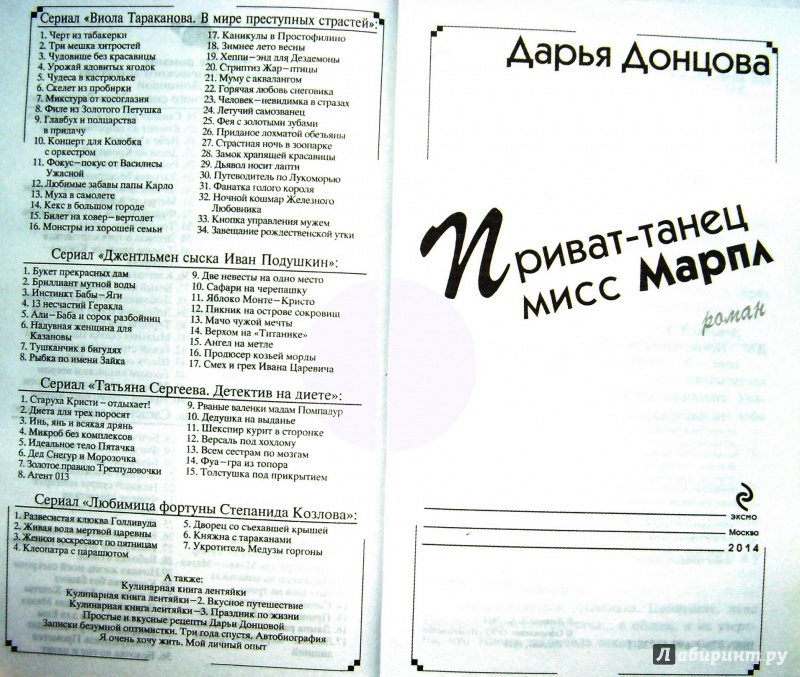 Сериал «Виола Тараканова. В мире преступных страстей»:
1. Черт из табакерки
2. Три мешка хитростей
3. Чудовище без красавицы
4. Урожай ядовитых ягодок
5. Чудеса в кастрюльке
6. Скелет из пробирки
7. Микстура от косоглазия
8. Филе из Золотого Петушка
9. Главбух и полцарства
в придачу
10. Концерт для Колобка
с оркестром
11. Фокус-покус от Василисы
Ужасной
12. Любимые забавы папы Карло
13. Муха в самолете
14. Кекс в большом городе
15. Билет на ковер-вертолет
16. Монстры из хорошей семьи
17. Каникулы в Простофилино
18. Зимнее лето весны
19. Хеппи-энд для Дездемоны
20. Стриптиз Жар-птицы
21. Муму с аквалангом
22. Горячая любовь снеговика
23. Человек-невидимка в стразах
24. Летучий самозванец
25. Фея с золотыми зубами
26. Приданое лохматой обезьяны
27. Страстная ночь в зоопарке
28. Замок храпящей красавицы
29. Дьявол носит лапти
30. Путеводитель по Лукоморью
31. Фанатка голого короля
32. Ночной кошмар Железного
Любовника
33. Кнопка управления мужем
34. Завещание рождественской утки
Сериал «Джентльмен сыска Иван Подушкин»:
1. Букет прекрасных дам
2. Бриллиант мутной воды
3. Инстинкт Бабы-Яги
4. 13 несчастий Геракла
5. Али-Баба и сорок разбойниц
6. Надувная женщина для
Казановы
7. Тушканчик в бигудях
8. Рыбка по имени Зайка
9. Две невесты на одно место
10. Сафари на черепашку
11. Яблоко Монте-Кристо
12. Пикник на острове сокровищ
13. Мачо чужой мечты
14. Верхом на «Титанике»
15. Ангел на метле
16. Продюсер козьей морды
17. Смех и грех Ивана Царевича
Сериал «Татьяна Сергеева. Детектив на диете»:
1. Старуха Кристи – отдыхает!
2. Диета для трех поросят
3. Инь, янь и всякая дрянь
4. Микроб без комплексов
5. Идеальное тело Пятачка
6. Дед Снегур и Морозочка
7. Золотое правило Трехпудовочки
8. Агент 013
9. Рваные валенки мадам Помпадур
10. Дедушка на выданье
11. Шекспир курит в сторонке
12. Версаль под хохлому
13. Всем сестрам по мозгам
14. Фуа-гра из топора
15. Толстушка под прикрытием
Сериал «Любимица фортуны Степанида Козлова»:
1. Развесистая клюква Голливуда
2. Живая вода мертвой царевны
3. Женихи воскресают по пятницам
4. Клеопатра с парашютом
5. Дворец со съехавшей крышей
6. Княжна с тараканами
7. Укротитель Медузы горгоны
А также:
Кулинарная книга лентяйки
Кулинарная книга лентяйки-2. Вкусное путешествие
Кулинарная книга лентяйки-3. Праздник по жизни
Простые и вкусные рецепты Дарьи Донцовой
Записки безумной оптимистки. Три года спустя. Автобиография
Я очень хочу жить. Мой личный опыт
Дарья Донцова
Приват-танец
мисс Марпл
роман
эксмо
Москва
2014
Лабиринт.ру